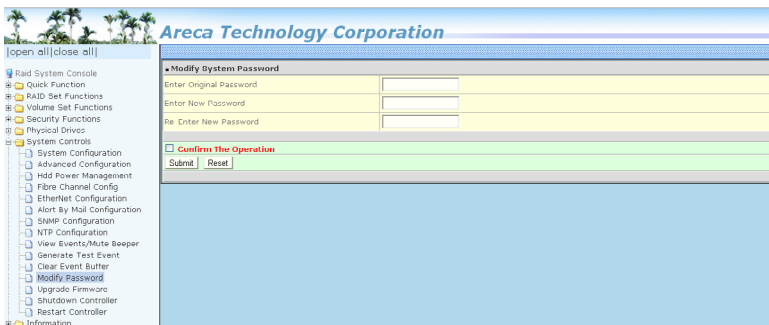 Areca Technology Corporation
|open all|close all|
Raid System Console
Quick Function
RAID Set Functions
Volume Set Functions
Security Functions
Physical Drives
System Controls
System Configuration
Advanced Configuration
Hdd Power Management
Fibre Channel Config
EtherNet Configuration
Alert By Mail Configuration
SNMP Configuration
NTP Configuration
View Events/Mute Beeper
Generate Test Event
Clear Event Buffer
Modify Password
Upgrade Firmware
Shutdown Controller
Restart Controller
Information
Modify System Password
Enter Original Password
Enter New Password
Re-Enter New Password
Confirm The Operation
Submit Reset